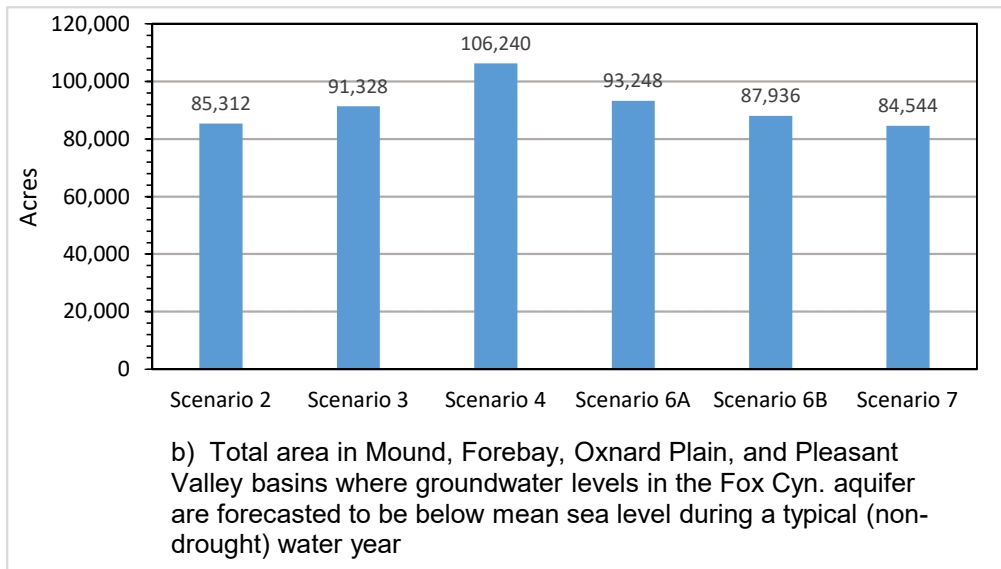 120,000
100,000
80,000
60,000
40,000
20,000
0
Acres
85,312
91,328
106,240
93,248
87,936
84,544
Scenario 2
Scenario 3
Scenario 4
Scenario 6A
Scenario 6B
Scenario 7
b) Total area in Mound, Forebay, Oxnard Plain, and Pleasant
Valley basins where groundwater levels in the Fox Cyn. aquifer
are forecasted to be below mean sea level during a typical (non-
drought) water year